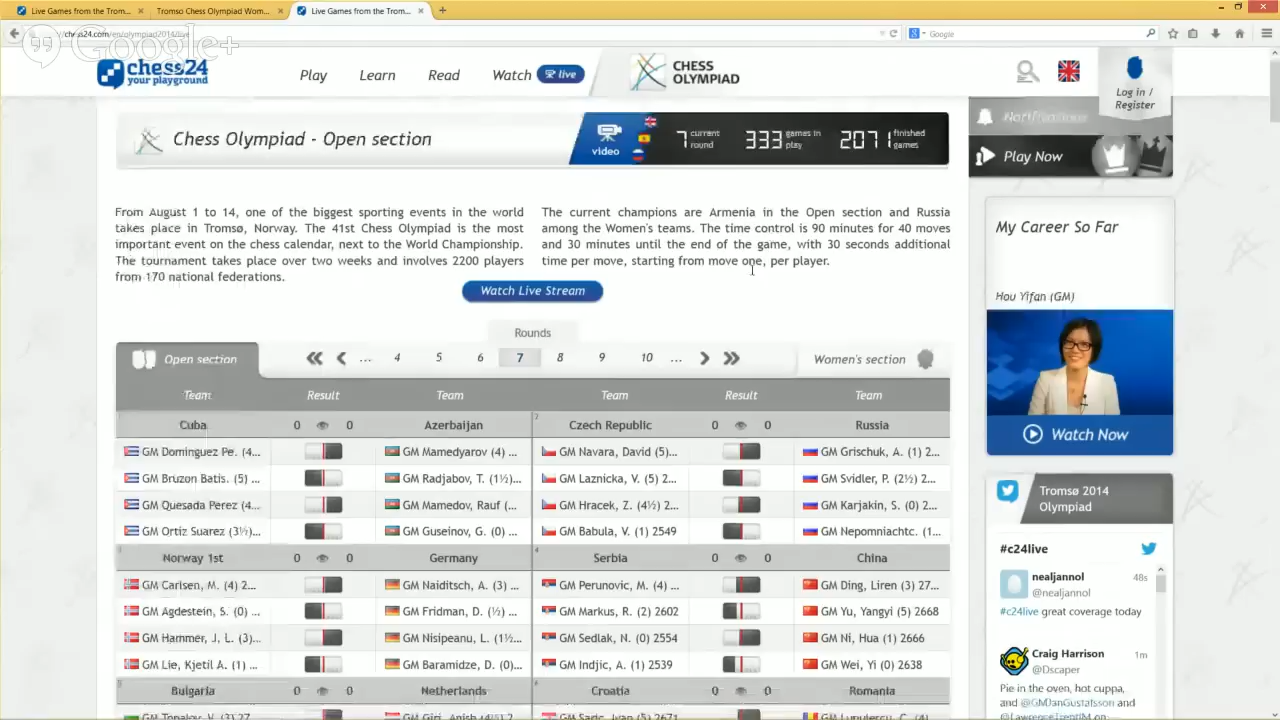 Live Games from the Trom...
Tromso Chess Olympiad Wom...
Live Games from the Trom...
chess24.com/en/olympiad2014/live
Google
Google+
chess24
your playground
Play
Learn
Read
Watch
live
CHESS
OLYMPIAD
Log in /
Register
Chess Olympiad - Open section
video
7 current
round
333 games in
play
2071 finished
games
Play Now
From August 1 to 14, one of the biggest sporting events in the world
takes place in Tromsø, Norway. The 41st Chess Olympiad is the most
important event on the chess calendar, next to the World Championship.
The tournament takes place over two weeks and involves 2200 players
from 170 national federations.
The current champions are Armenia in the Open section and Russia
among the Women's teams. The time control is 90 minutes for 40 moves
and 30 minutes until the end of the game, with 30 seconds additional
time per move, starting from move one, per player.
Watch Live Stream
My Career So Far
Hou Yifan (GM)
Watch Now
Rounds
Open section
... 4 5 6 7 8 9 10 ...
Women's section
Team Result Team Team Result Team
Cuba 0 0 Azerbaijan 2 Czech Republic 0 0 Russia
GM Dominguez Pe. (4... GM Mamedyarov (4) ... GM Navara, David (5)... GM Grischuk, A. (1) 2...
GM Bruzon Batis. (5) ... GM Radjabov, T. (1½)... GM Laznicka, V. (5) 2... GM Svidler, P. (2½) ...
GM Quesada Perez (4... GM Mamedov, Rauf (... GM Hracek, Z. (4½) 2... GM Karjakin, S. (0) 2...
GM Ortiz Suarez (3½)... GM Guseinov, G. (0) ... GM Babula, V. (1) 2549 GM Nepomniachtc. (1...
Norway 1st 0 0 Germany 4 Serbia 0 0 China
GM Carlsen, M. (4) 2... GM Naiditsch, A. (3) ... GM Perunovic, M. (4) ... GM Ding, Liren (3) 27...
GM Agdestein, S. (0) ... GM Fridman, D. (½) ... GM Markus, R. (2) 2602 GM Yu, Yangyi (5) 2668
GM Hammer, J, L. (3)... GM Nisipeanu, L. (1½... GM Sedlak, N. (0) 2554 GM Ni, Hua (1) 2666
GM Lie, Kjetil A. (1) ... GM Baramidze, D. (0)... GM Indjic, A. (1) 2539 GM Wei, Yi (0) 2638
Bulgaria 0 0 Netherlands Croatia 0 0 Romania
Tromsø 2014
Olympiad
#c24live
nealjannol 48s
@nealjannol
#c24live great coverage today
Craig Harrison 1m
@Dscaper
Pie in the oven, hot cuppa,
and @GMDanGustafsson and